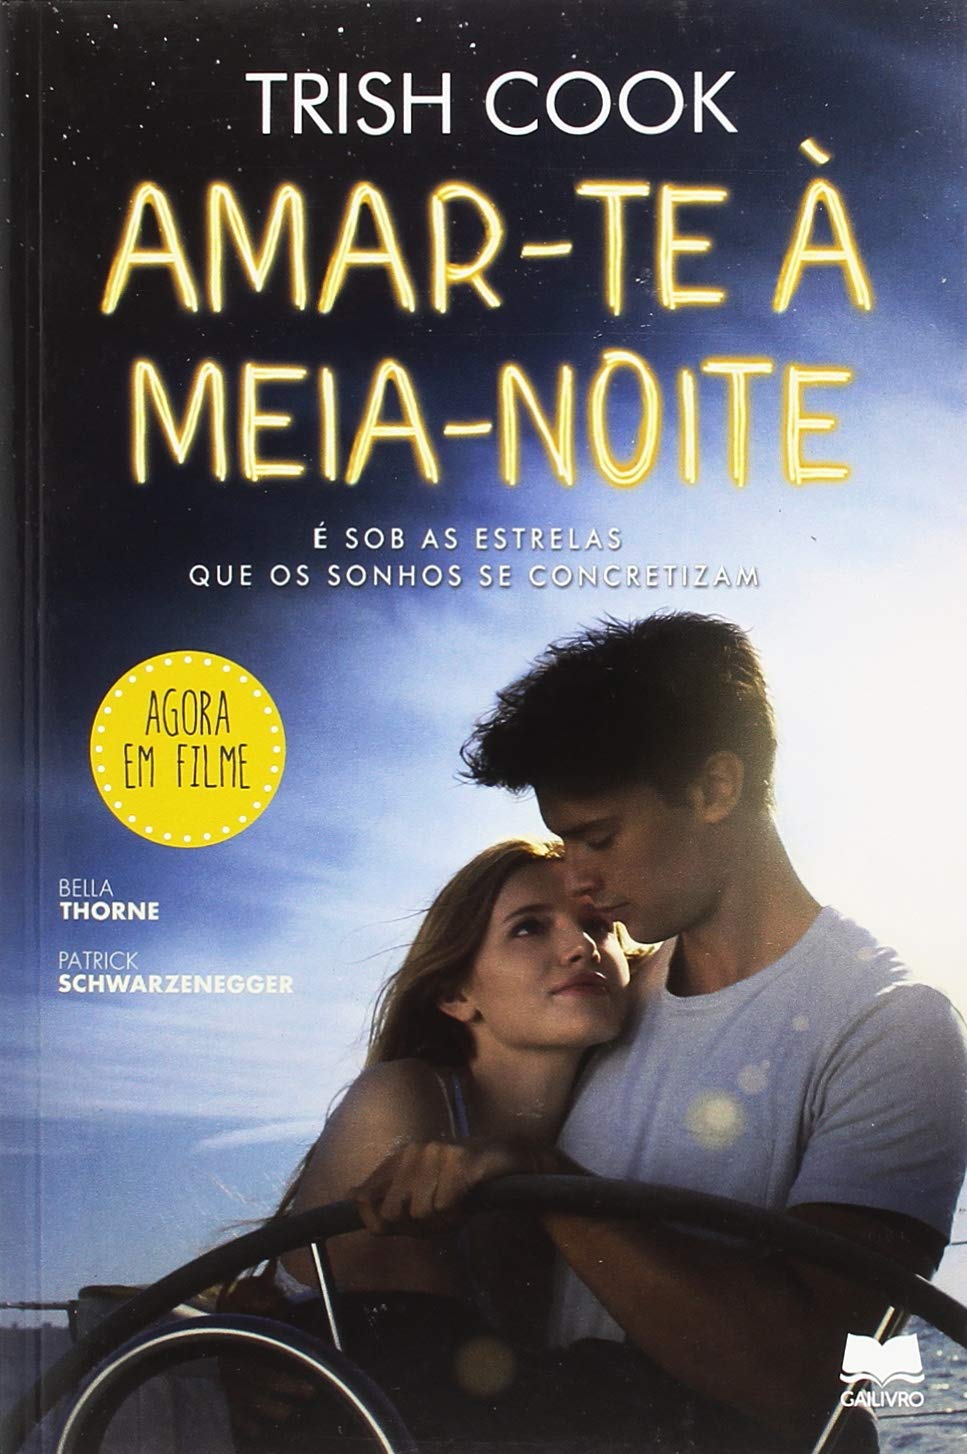 TRISH COOK
AMAR-TE À
MEIA-NOITE
É SOB AS ESTRELAS
QUE OS SONHOS SE CONCRETIZAM
AGORA
EM FILME
BELLA
THORNE
PATRICK
SCHWARZENEGGER
GAILIVRO